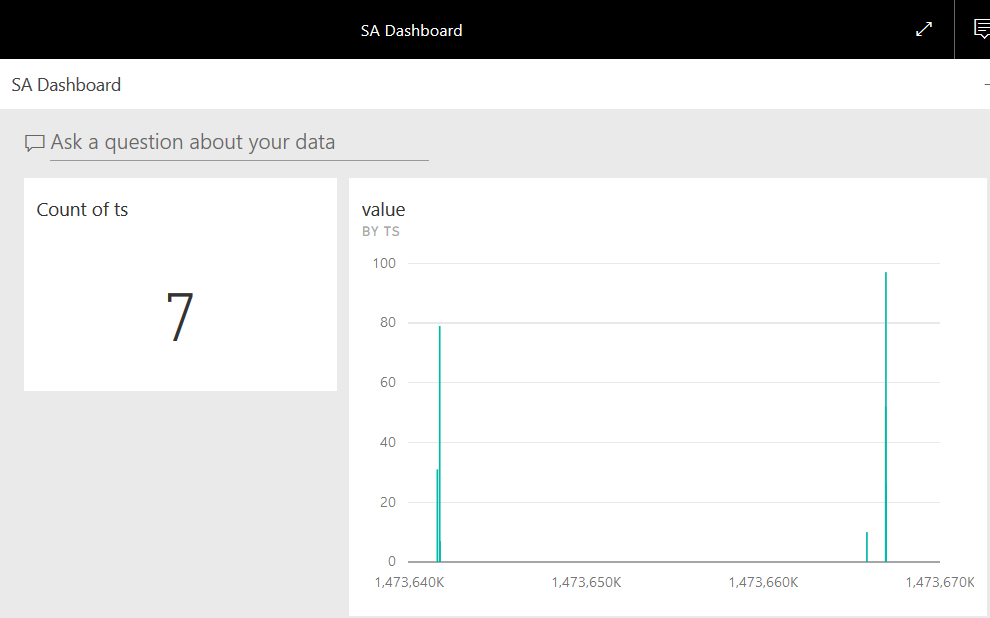 SA Dashboard
SA Dashboard
Ask a question about your data
Count of ts
7
value
BY TS
100
80
60
40
20
0
1,473,640K 1,473,650K 1,473,660K 1,473,670K